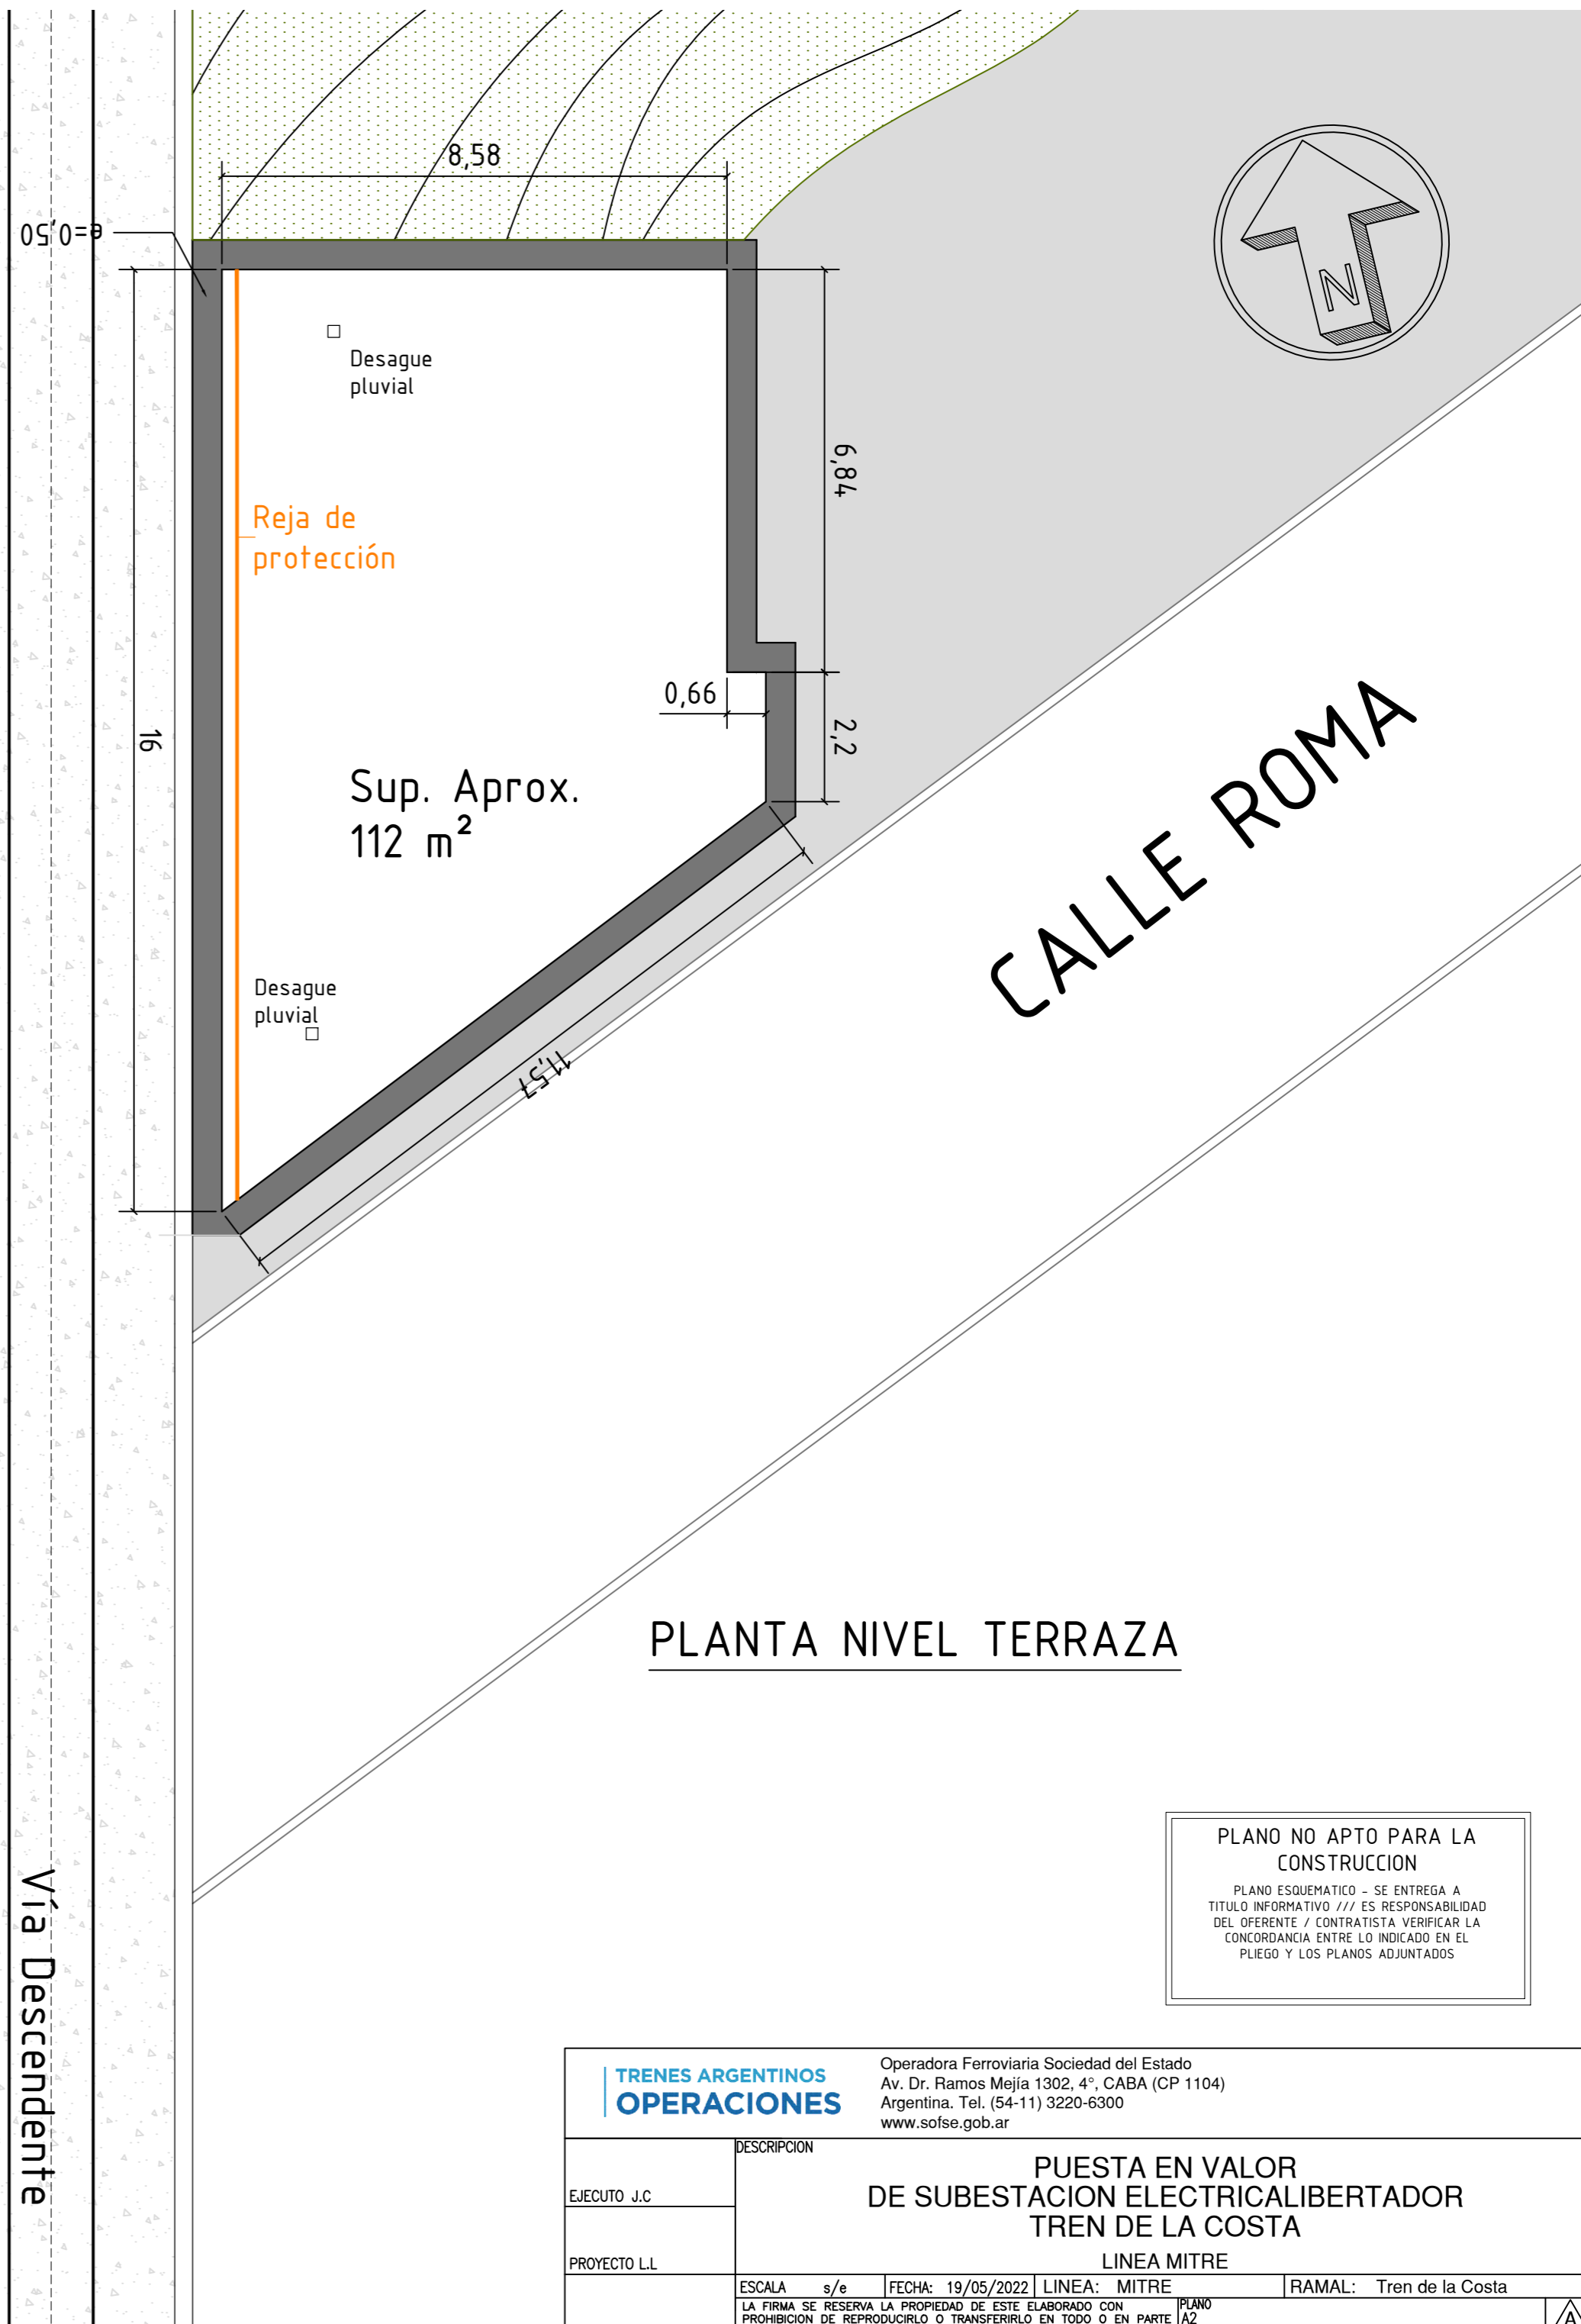 8,58
e=0,50
N
Desague
pluvial
6,84
Reja de
protección
0,66
2,2
16
Sup. Aprox.
112 m²
CALLE ROMA
Desague
pluvial
11,57
PLANTA NIVEL TERRAZA
PLANO NO APTO PARA LA
CONSTRUCCION
PLANO ESQUEMATICO - SE ENTREGA A
TITULO INFORMATIVO /// ES RESPONSABILIDAD
DEL OFERENTE / CONTRATISTA VERIFICAR LA
CONCORDANCIA ENTRE LO INDICADO EN EL
PLIEGO Y LOS PLANOS ADJUNTADOS
Vía Descendente
TRENES ARGENTINOS
OPERACIONES
Operadora Ferroviaria Sociedad del Estado
Av. Dr. Ramos Mejía 1302, 4°, CABA (CP 1104)
Argentina. Tel. (54-11) 3220-6300
www.sofse.gob.ar
DESCRIPCION
PUESTA EN VALOR
DE SUBESTACION ELECTRICALIBERTADOR
TREN DE LA COSTA
LINEA MITRE
EJECUTO J.C
PROYECTO L.L
ESCALA s/e
FECHA: 19/05/2022
LINEA: MITRE
RAMAL: Tren de la Costa
LA FIRMA SE RESERVA LA PROPIEDAD DE ESTE ELABORADO CON
PROHIBICION DE REPRODUCIRLO O TRANSFERIRLO EN TODO O EN PARTE
PLANO
A2
A